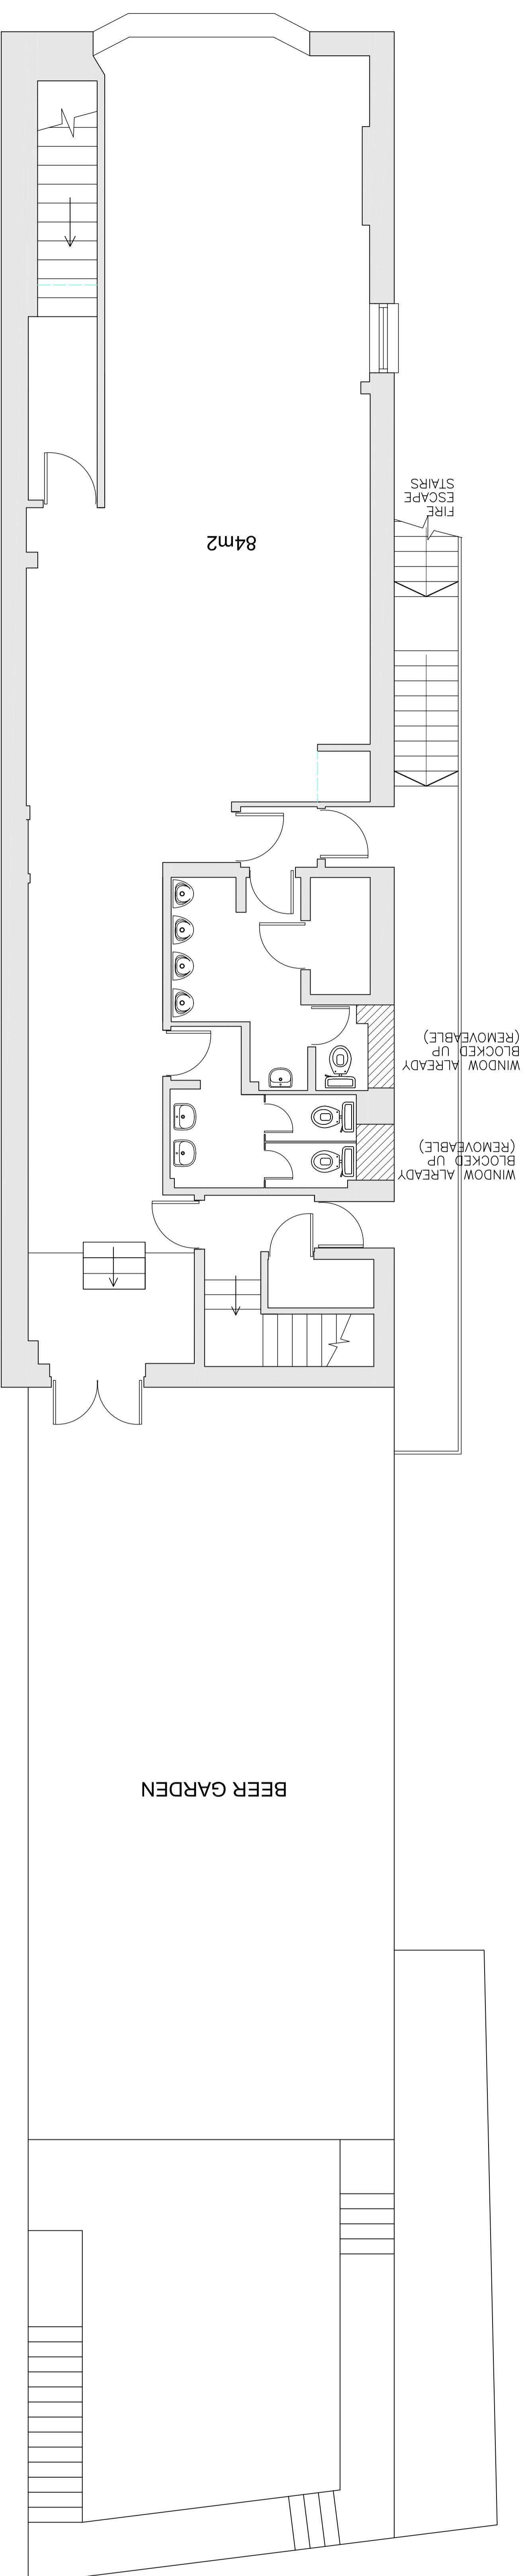 FIRE
ESCAPE
STAIRS
84m2
WINDOW ALREADY
BLOCKED UP
(REMOVEABLE)
WINDOW ALREADY
BLOCKED UP
(REMOVEABLE)
BEER GARDEN